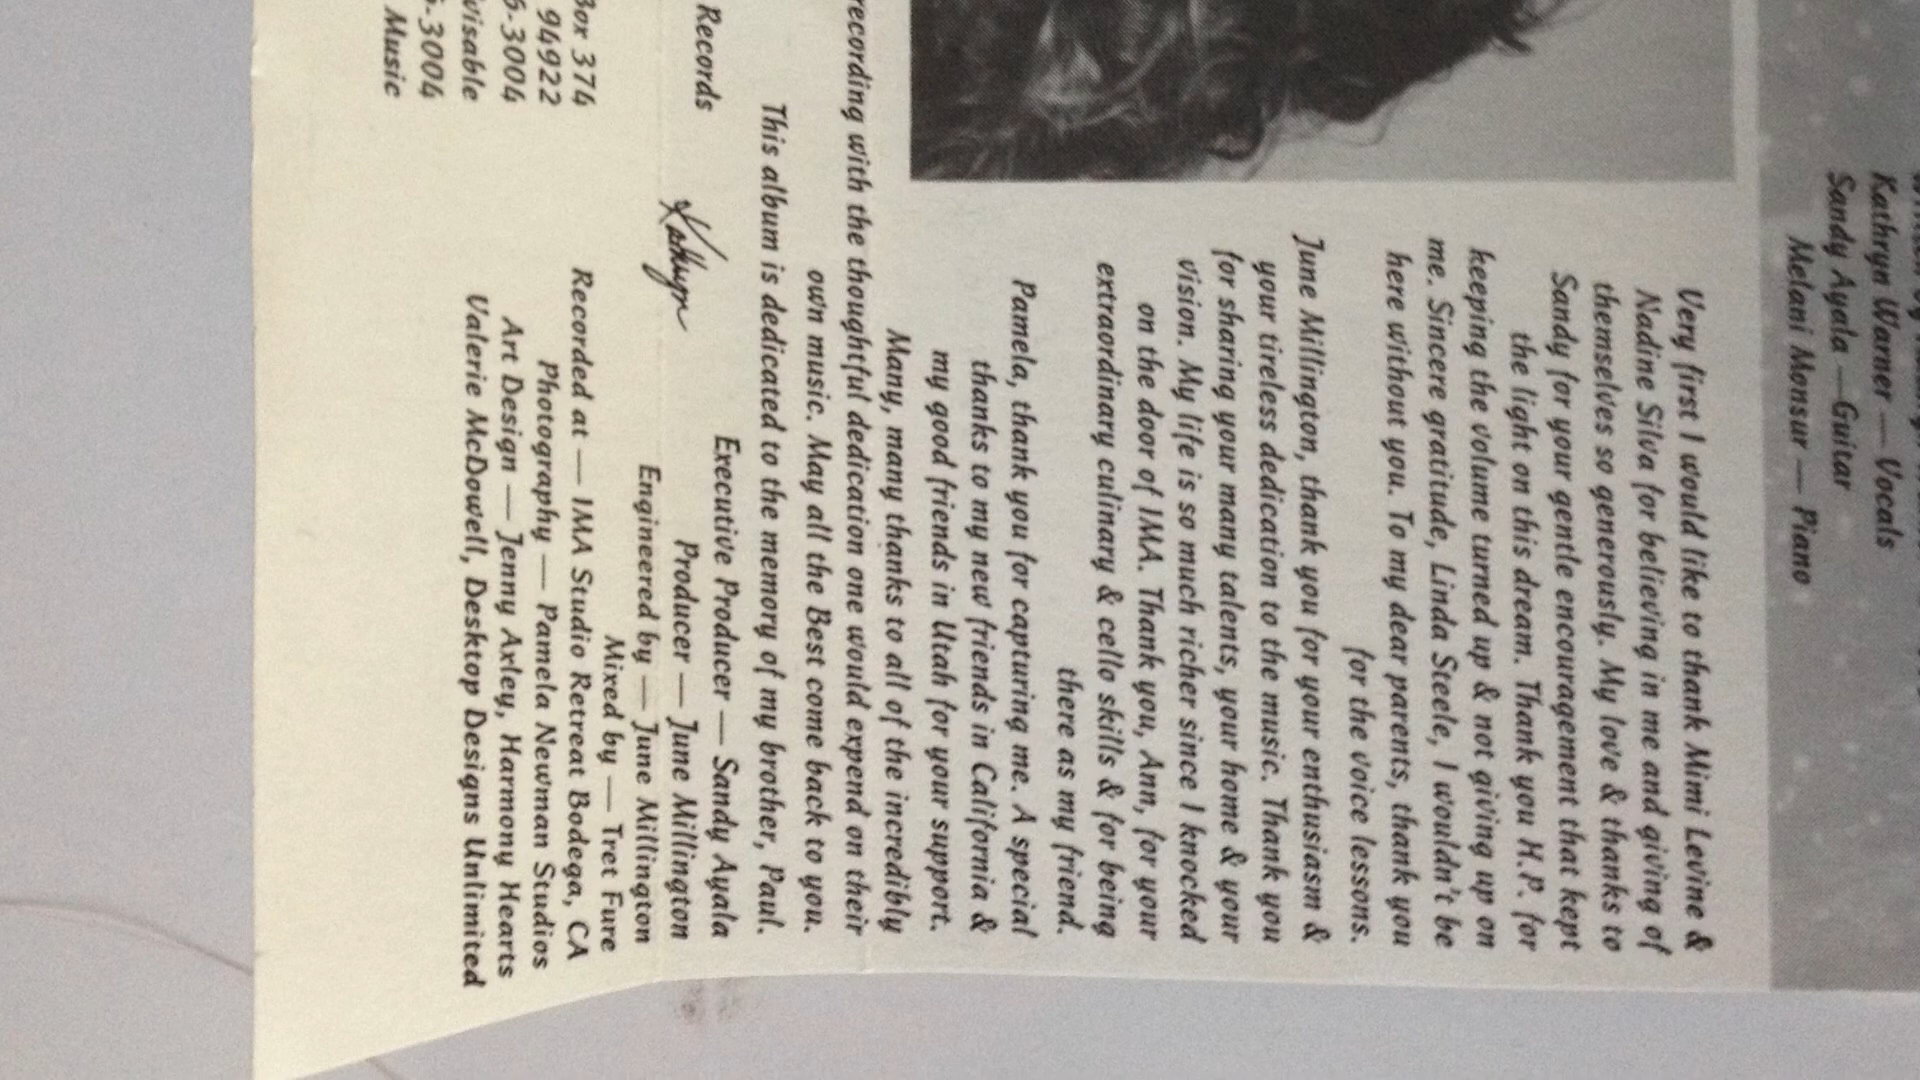 Kathryn Warner — Vocals
Sandy Ayala — Guitar
Melani Monsur — Piano
Very first I would like to thank Mimi Levine &
Nadine Silva for believing in me and giving of
themselves so generously. My love & thanks to
Sandy for your gentle encouragement that kept
the light on this dream. Thank you H.P. for
keeping the volume turned up & not giving up on
me. Sincere gratitude, Linda Steele, I wouldn't be
here without you. To my dear parents, thank you
for the voice lessons.
June Millington, thank you for your enthusiasm &
your tireless dedication to the music. Thank you
for sharing your many talents, your home & your
vision. My life is so much richer since I knocked
on the door of IMA. Thank you, Ann, for your
extraordinary culinary & cello skills & for being
there as my friend.
Pamela, thank you for capturing me. A special
thanks to my new friends in California &
my good friends in Utah for your support.
Many, many thanks to all of the incredibly
recording with the thoughtful dedication one would expend on their
own music. May all the Best come back to you.
This album is dedicated to the memory of my brother, Paul.
Kathryn
Executive Producer — Sandy Ayala
Producer — June Millington
Engineered by — June Millington
Mixed by — Tret Fure
Recorded at — IMA Studio Retreat Bodega, CA
Photography — Pamela Newman Studios
Art Design — Jenny Axley, Harmony Hearts
Valerie McDowell, Desktop Designs Unlimited
Records
Box 374
94922
-3004
-3004
Music